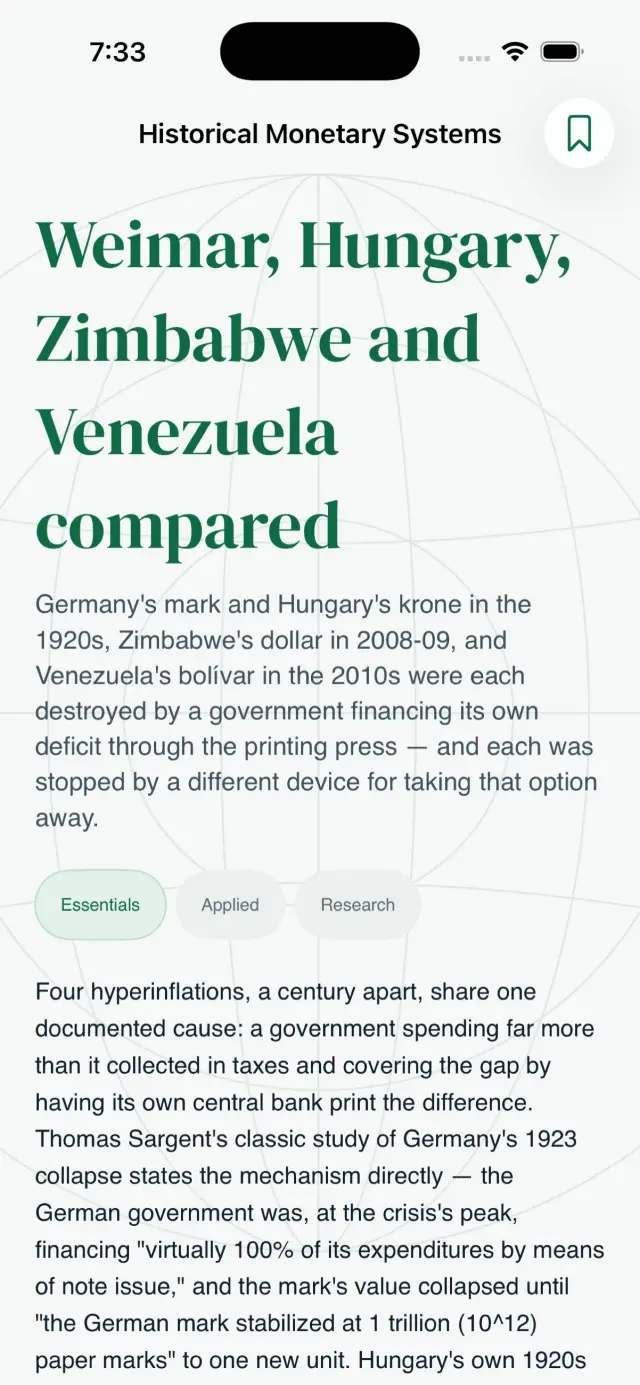 7:33
Historical Monetary Systems
Weimar, Hungary,
Zimbabwe and
Venezuela
compared
Germany's mark and Hungary's krone in the
1920s, Zimbabwe's dollar in 2008-09, and
Venezuela's bolívar in the 2010s were each
destroyed by a government financing its own
deficit through the printing press — and each was
stopped by a different device for taking that option
away.
Essentials
Applied
Research
Four hyperinflations, a century apart, share one
documented cause: a government spending far more
than it collected in taxes and covering the gap by
having its own central bank print the difference.
Thomas Sargent's classic study of Germany's 1923
collapse states the mechanism directly — the
German government was, at the crisis's peak,
financing "virtually 100% of its expenditures by means
of note issue," and the mark's value collapsed until
"the German mark stabilized at 1 trillion (10^12)
paper marks" to one new unit. Hungary's own 1920s